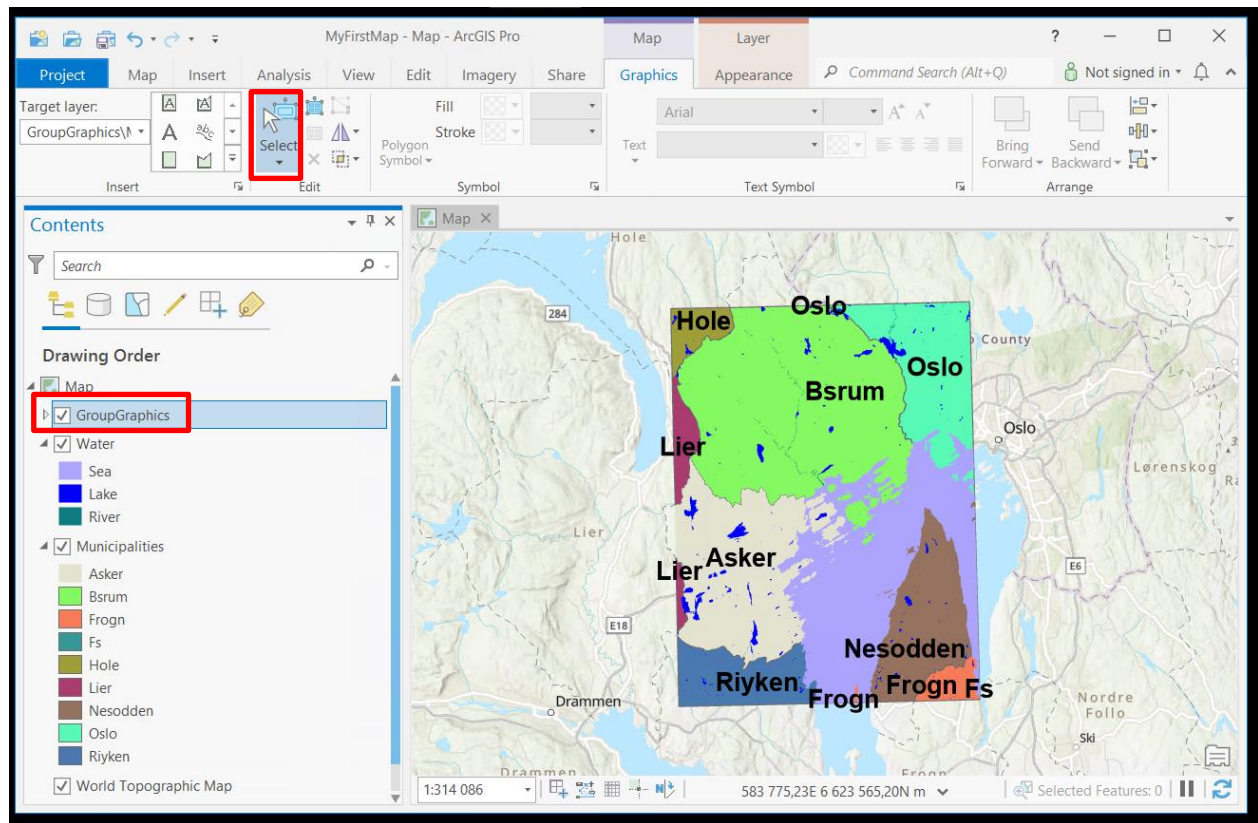 MyFirstMap - Map - ArcGIS Pro
Map
Layer
?
Project
Map
Insert
Analysis
View
Edit
Imagery
Share
Graphics
Appearance
Command Search (Alt+Q)
Not signed in
Target layer:
GroupGraphics\
Select
Polygon
Symbol
Fill
Stroke
Text
Arial
Bring
Forward
Send
Backward
Insert
Edit
Symbol
Text Symbol
Arrange
Contents
Search
Drawing Order
Map
GroupGraphics
Water
Sea
Lake
River
Municipalities
Asker
Bsrum
Frogn
Fs
Hole
Lier
Nesodden
Oslo
Riyken
World Topographic Map
Map
Hole
284
Oslo
Hole
County
Oslo
Bsrum
Oslo
Lier
Lørenskog
Lier
Asker
Lier
E6
E18
Nesodden
Riyken
Frogn
Frogn
Fs
Drammen
Nordre
Follo
Ski
Drammen
Frogn
1:314 086
583 775,23E 6 623 565,20N m
Selected Features: 0